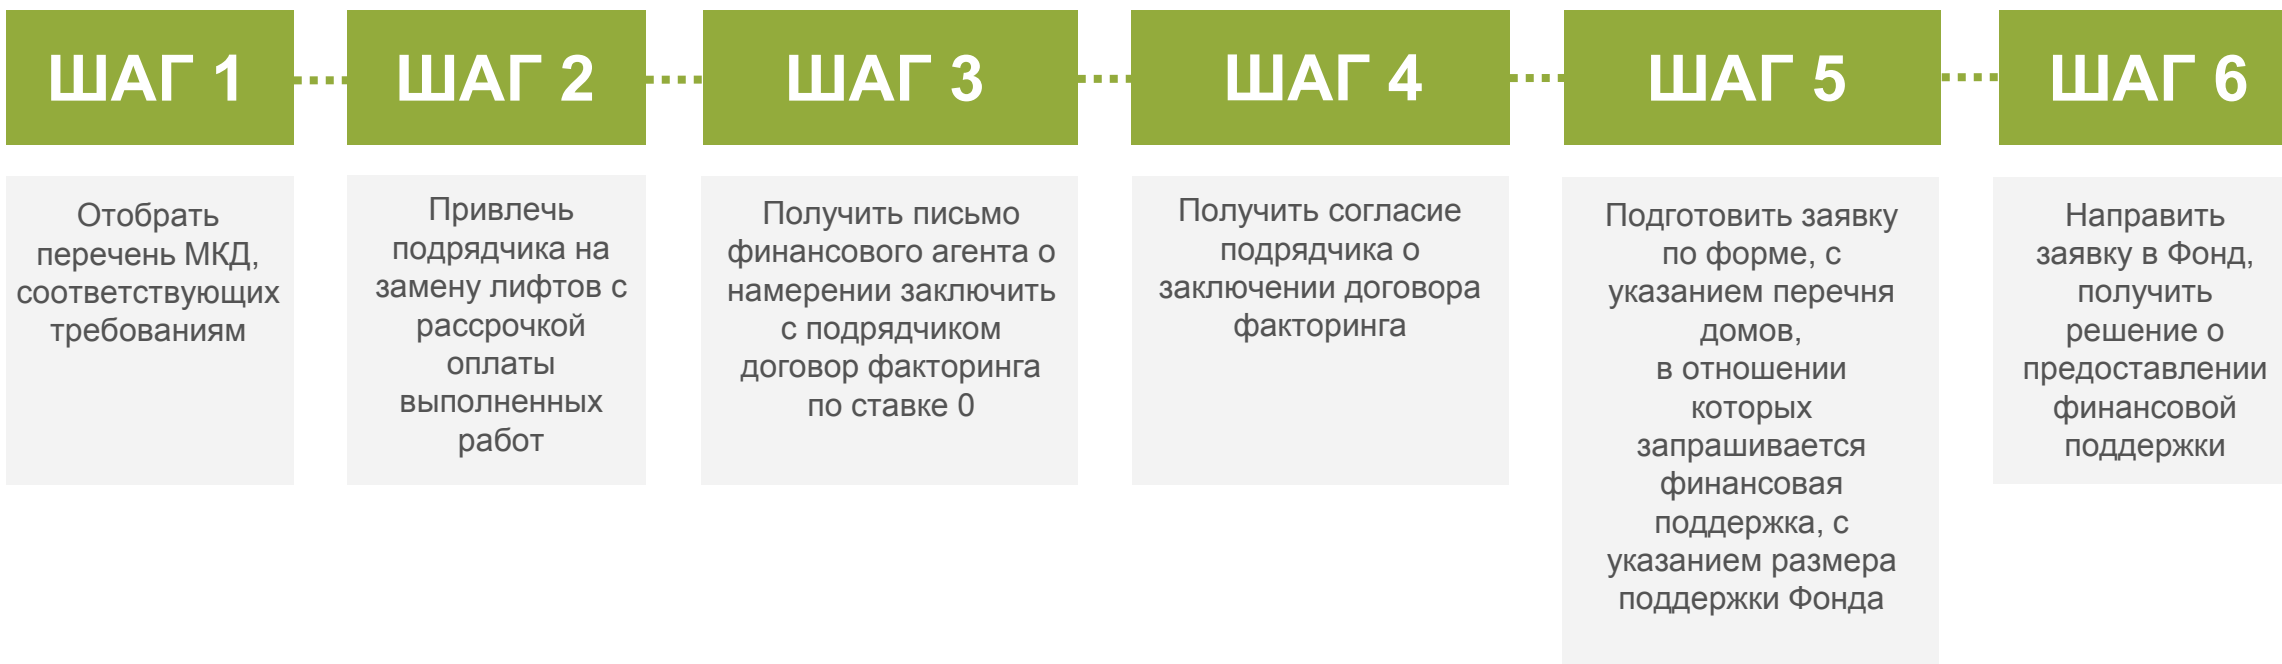 ШАГ 1
Отобрать
перечень МКД,
соответствующих
требованиям
ШАГ 2
Привлечь
подрядчика на
замену лифтов с
рассрочкой
оплаты
выполненных
работ
ШАГ 3
Получить письмо
финансового агента о
намерении заключить
с подрядчиком
договор факторинга
по ставке 0
ШАГ 4
Получить согласие
подрядчика о
заключении договора
факторинга
ШАГ 5
Подготовить заявку
по форме, с
указанием перечня
домов,
в отношении
которых
запрашивается
финансовая
поддержка, с
указанием размера
поддержки Фонда
ШАГ 6
Направить
заявку в Фонд,
получить
решение о
предоставлении
финансовой
поддержки